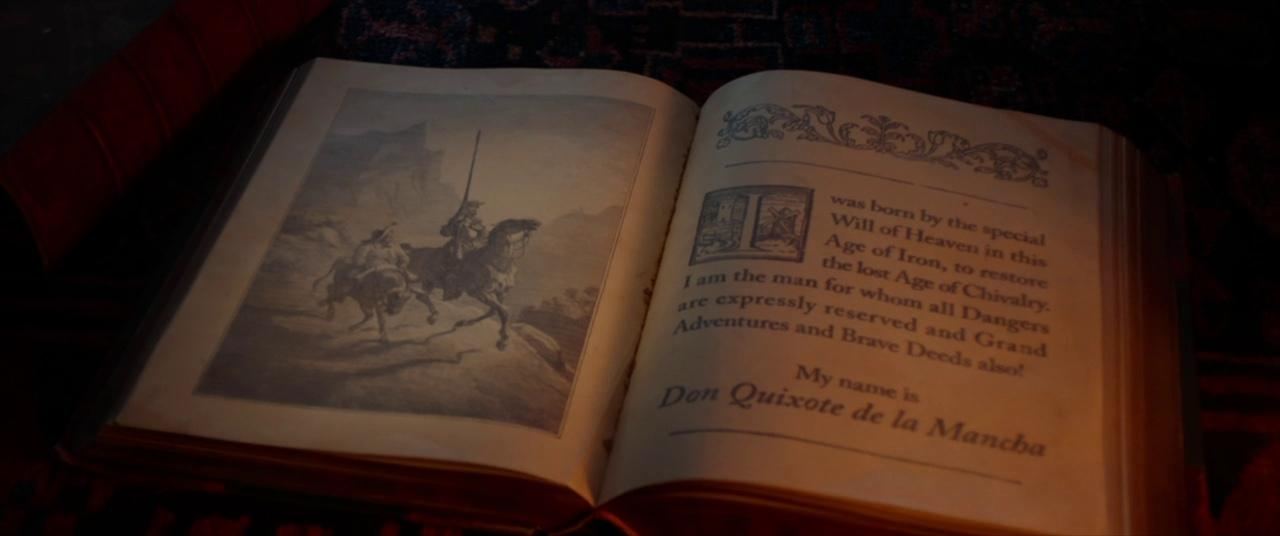 I was born by the special
Will of Heaven in this
Age of Iron, to restore
the lost Age of Chivalry.
I am the man for whom all Dangers
are expressly reserved and Grand
Adventures and Brave Deeds also!
My name is
Don Quixote de la Mancha